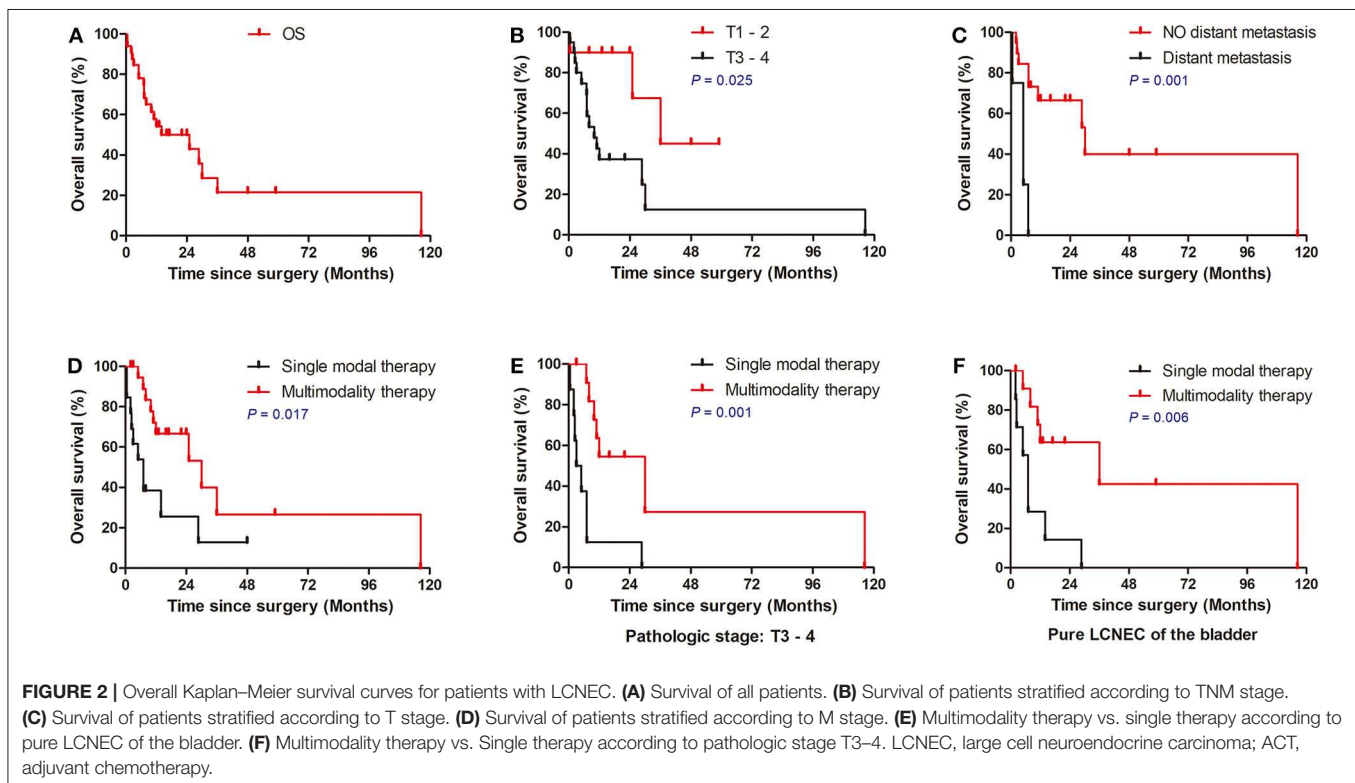 A
OS
Overall survival (%)
100
80
60
40
20
0
0 24 48 72 96 120
Time since surgery (Months)
B
T1 - 2
T3 - 4
P = 0.025
Overall survival (%)
100
80
60
40
20
0
0 24 48 72 96 120
Time since surgery (Months)
C
NO distant metastasis
Distant metastasis
P = 0.001
Overall survival (%)
100
80
60
40
20
0
0 24 48 72 96 120
Time since surgery (Months)
D
Single modal therapy
Multimodality therapy
P = 0.017
Overall survival (%)
100
80
60
40
20
0
0 24 48 72 96 120
Time since surgery (Months)
E
Single modal therapy
Multimodality therapy
P = 0.001
Overall survival (%)
100
80
60
40
20
0
0 24 48 72 96 120
Time since surgery (Months)
Pathologic stage: T3 - 4
F
Single modal therapy
Multimodality therapy
P = 0.006
Overall survival (%)
100
80
60
40
20
0
0 24 48 72 96 120
Time since surgery (Months)
Pure LCNEC of the bladder
FIGURE 2 | Overall Kaplan–Meier survival curves for patients with LCNEC. (A) Survival of all patients. (B) Survival of patients stratified according to TNM stage.
(C) Survival of patients stratified according to T stage. (D) Survival of patients stratified according to M stage. (E) Multimodality therapy vs. single therapy according to
pure LCNEC of the bladder. (F) Multimodality therapy vs. Single therapy according to pathologic stage T3–4. LCNEC, large cell neuroendocrine carcinoma; ACT,
adjuvant chemotherapy.